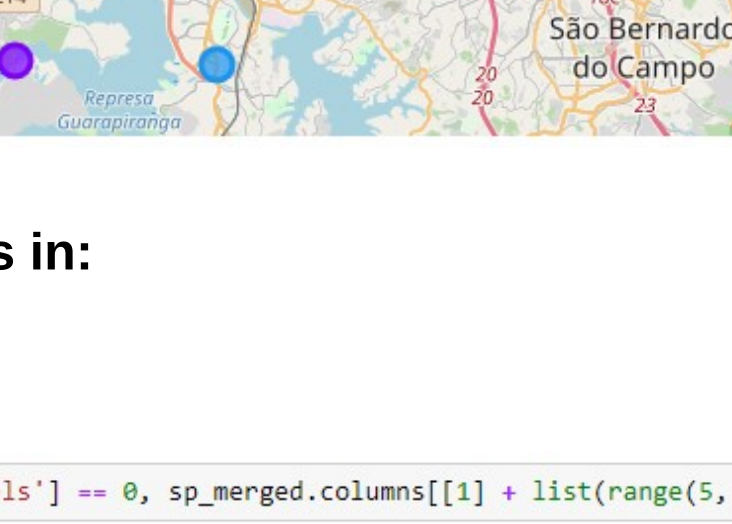 São Bernardo
do Campo
20
20
23
Represa
Guarapiranga
s in:
ls'] == 0, sp_merged.columns[[1] + list(range(5,